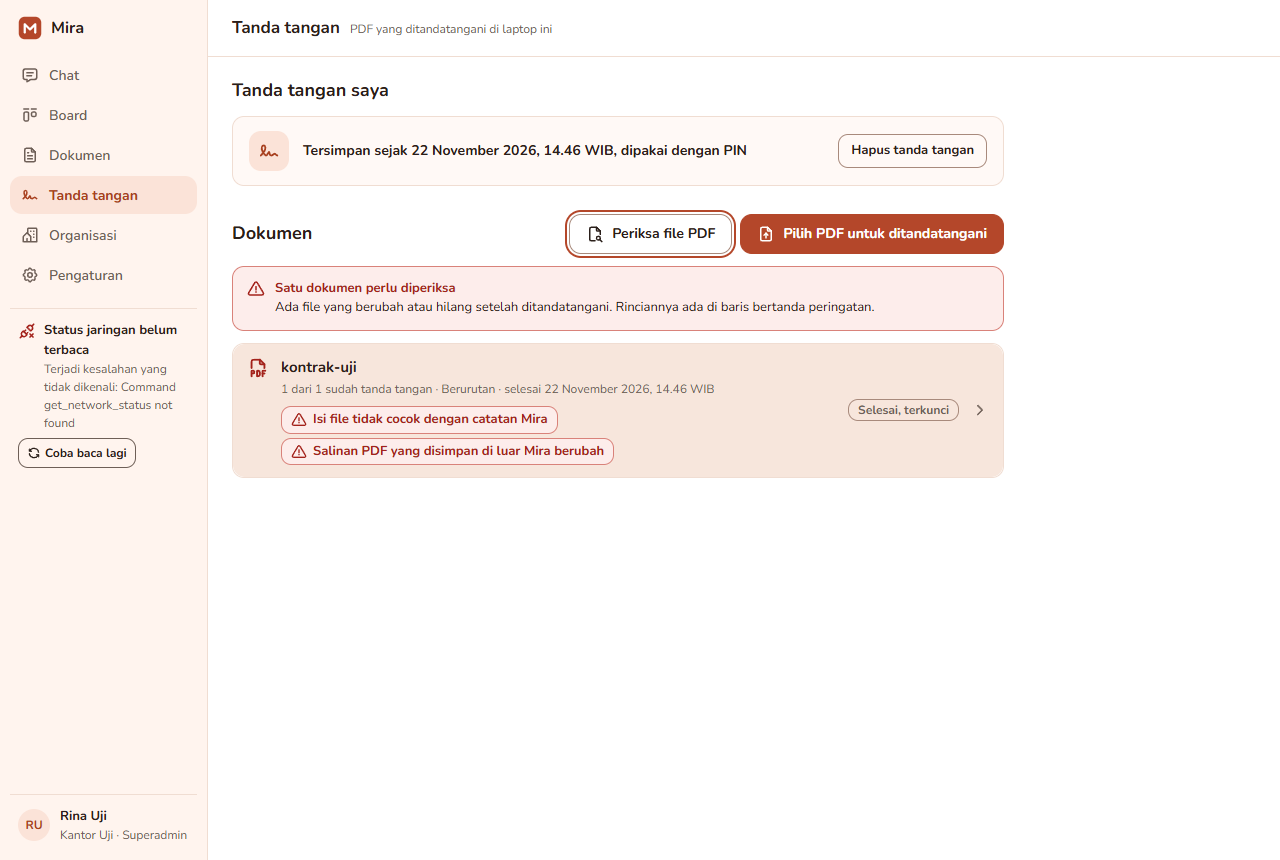 Mira
Chat
Board
Dokumen
Tanda tangan
Organisasi
Pengaturan
Status jaringan belum
terbaca
Terjadi kesalahan yang
tidak dikenali: Command
get_network_status not
found
Coba baca lagi
RU
Rina Uji
Kantor Uji · Superadmin
Tanda tangan PDF yang ditandatangani di laptop ini
Tanda tangan saya
Tersimpan sejak 22 November 2026, 14.46 WIB, dipakai dengan PIN
Hapus tanda tangan
Dokumen
Periksa file PDF
Pilih PDF untuk ditandatangani
Satu dokumen perlu diperiksa
Ada file yang berubah atau hilang setelah ditandatangani. Rinciannya ada di baris bertanda peringatan.
PDF
kontrak-uji
1 dari 1 sudah tanda tangan · Berurutan · selesai 22 November 2026, 14.46 WIB
Isi file tidak cocok dengan catatan Mira
Salinan PDF yang disimpan di luar Mira berubah
Selesai, terkunci